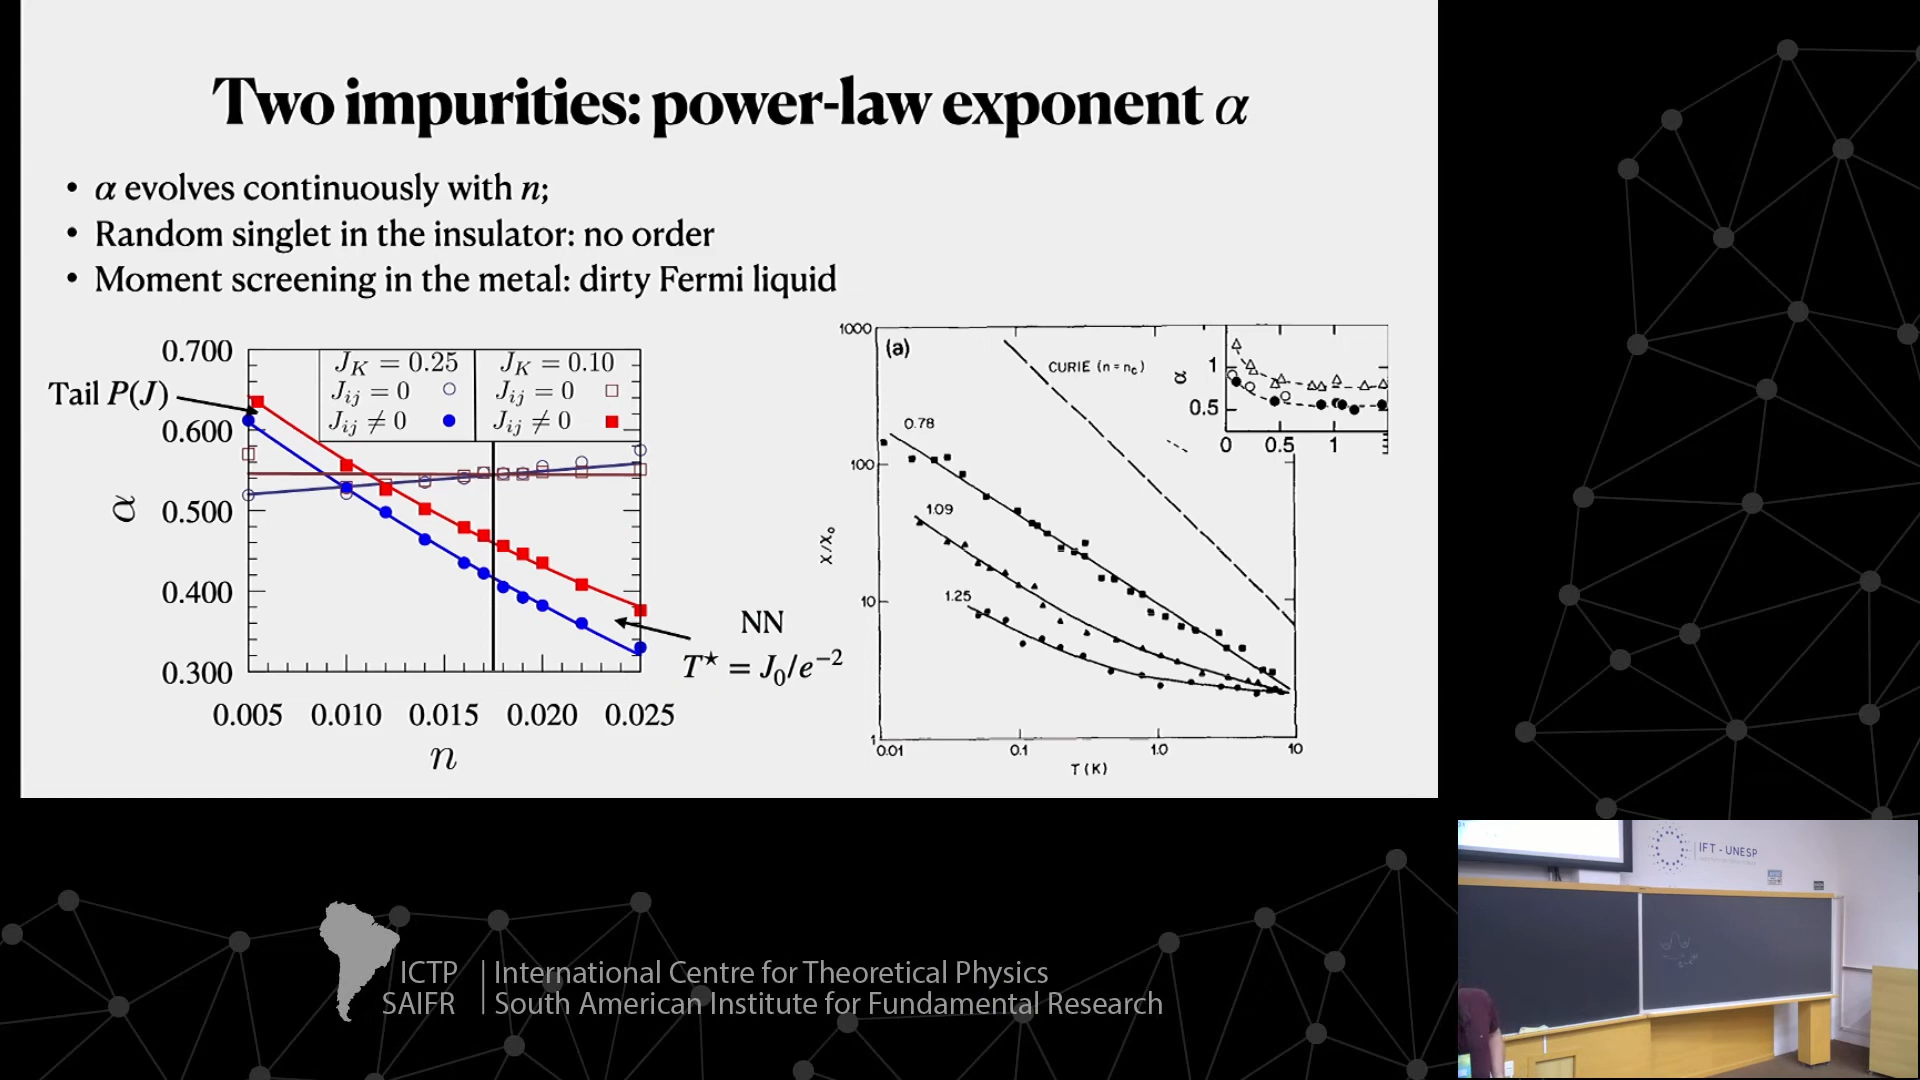 Two impurities: power-law exponent α
• α evolves continuously with n;
• Random singlet in the insulator: no order
• Moment screening in the metal: dirty Fermi liquid
Tail P(J)
J_K = 0.25
J_K = 0.10
J_ij = 0
J_ij = 0
J_ij ≠ 0
J_ij ≠ 0
0.700
0.600
0.500
0.400
0.300
α
0.005 0.010 0.015 0.020 0.025
n
NN
T* = J₀/e⁻²
(a)
CURIE (n = n_c)
0.78
1.09
1.25
1000
100
10
1
χ/χ₀
0.01 0.1 1.0 10
T(K)
α
1
0.5
0 0.5 1
IFT - UNESP
ICTP | International Centre for Theoretical Physics
SAIFR | South American Institute for Fundamental Research